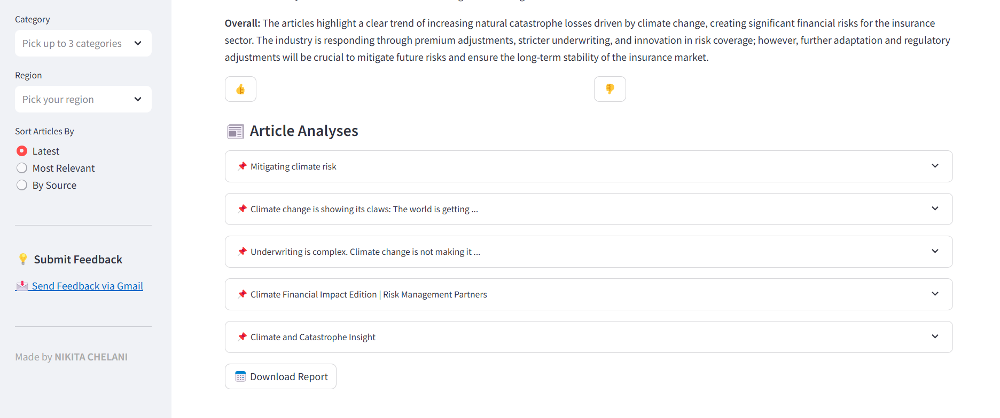 Category
Pick up to 3 categories
Region
Pick your region
Sort Articles By
Latest
Most Relevant
By Source
Submit Feedback
Send Feedback via Gmail
Made by NIKITA CHELANI
Overall: The articles highlight a clear trend of increasing natural catastrophe losses driven by climate change, creating significant financial risks for the insurance
sector. The industry is responding through premium adjustments, stricter underwriting, and innovation in risk coverage; however, further adaptation and regulatory
adjustments will be crucial to mitigate future risks and ensure the long-term stability of the insurance market.
Article Analyses
Mitigating climate risk
Climate change is showing its claws: The world is getting ...
Underwriting is complex. Climate change is not making it ...
Climate Financial Impact Edition | Risk Management Partners
Climate and Catastrophe Insight
Download Report